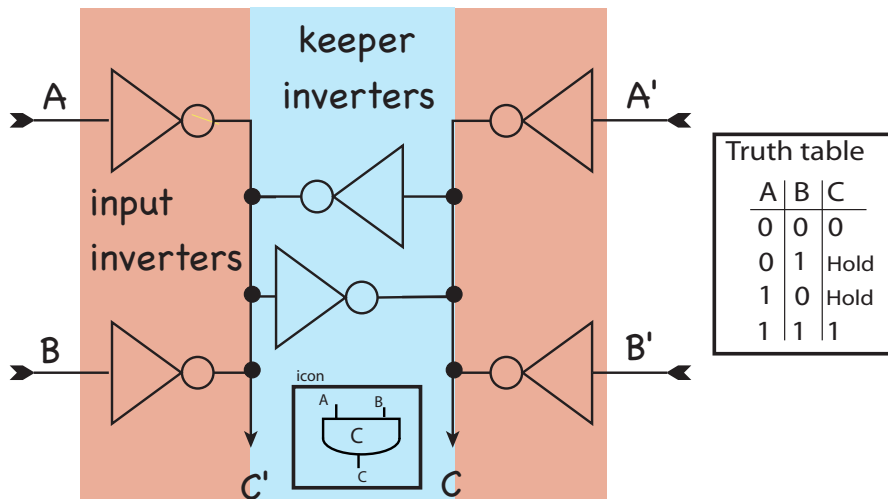 keeper
inverters
A
A'
input
inverters
B
B'
C'
C
icon
A B
C
C
Truth table
A B C
0 0 0
0 1 Hold
1 0 Hold
1 1 1